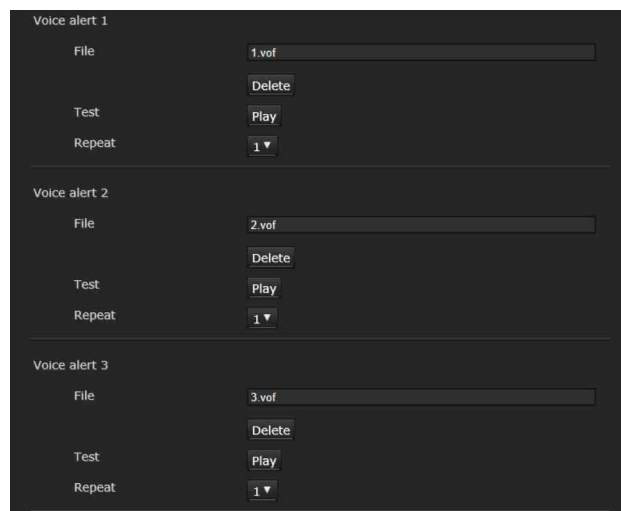 Voice alert 1
File 1.vof
Delete
Test Play
Repeat 1
Voice alert 2
File 2.vof
Delete
Test Play
Repeat 1
Voice alert 3
File 3.vof
Delete
Test Play
Repeat 1